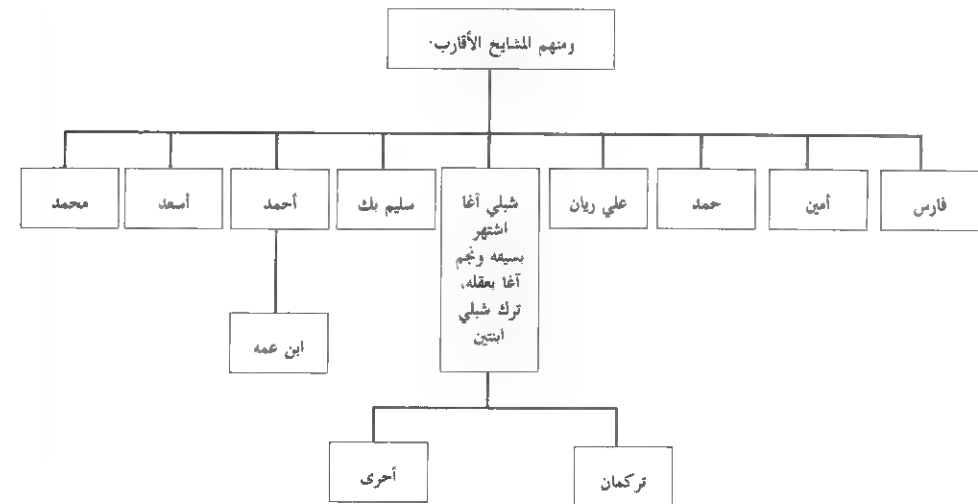 ومنهم المشايخ الأقارب.
فارس
أمين
حمد
علي ريان
شبلي آغا
اشتهر
بسيفه ونجم
آغا بعقله،
ترك شبلي
ابنتين
سليم بك
أحمد
أسعد
محمد
ابن عمه
تركمان
أحرى